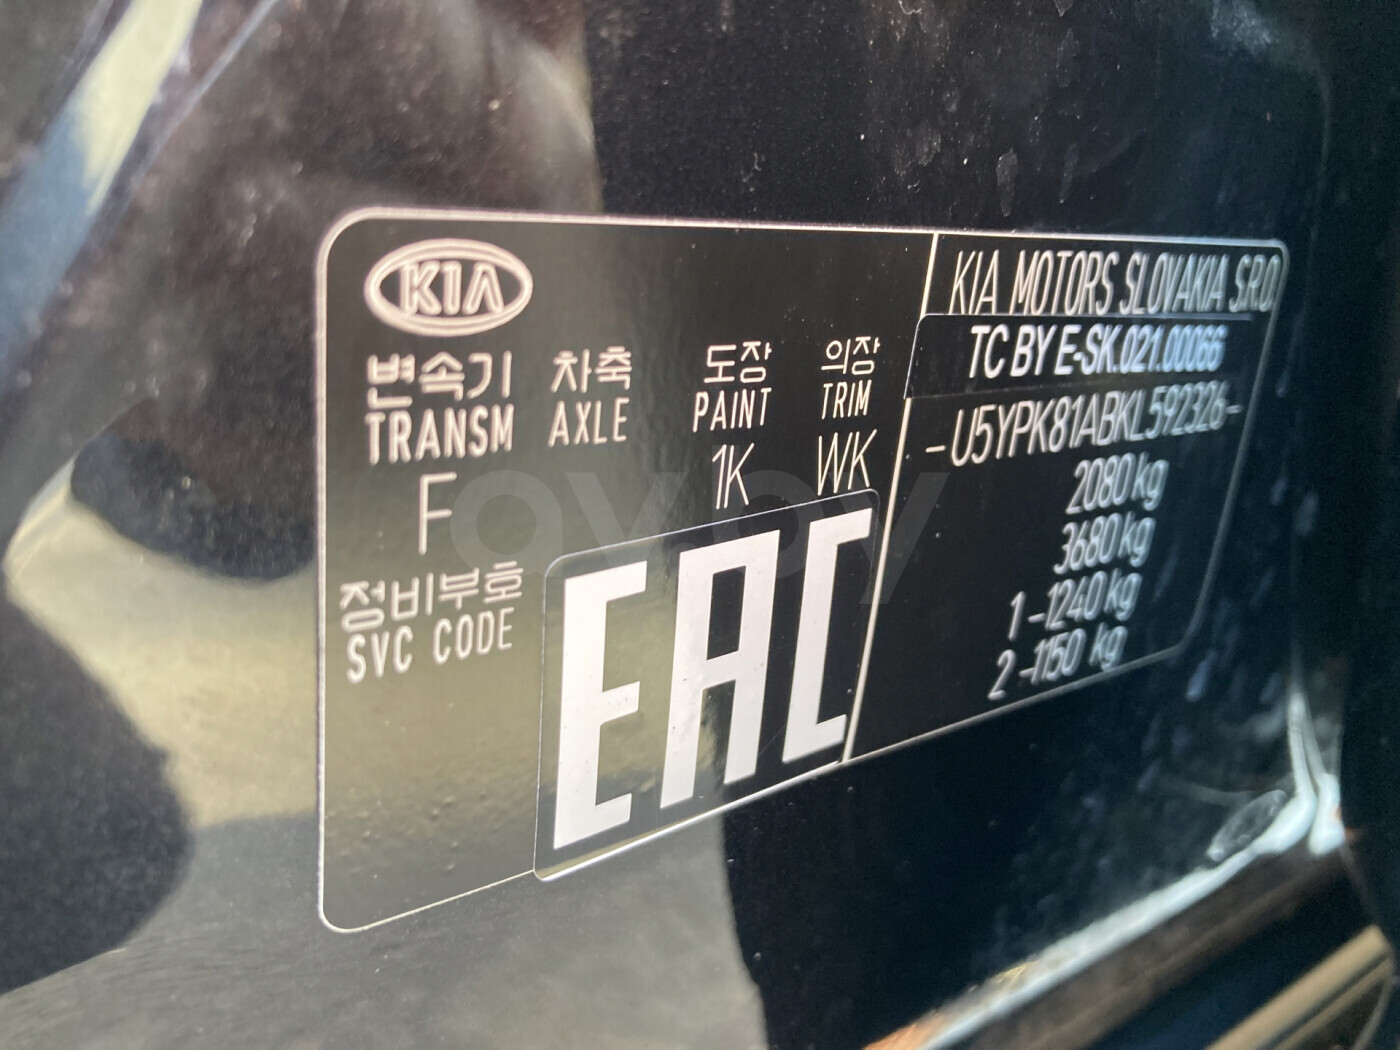 KIA
변속기 차축 도장 의장
TRANSM AXLE PAINT TRIM
F 1K WK
정비부호
SVC CODE
EAC
KIA MOTORS SLOVAKIA S.R.O
TC BY E-SK.021.00066
-U5YPK81ABKL592326-
2080 kg
3680 kg
1 -1240 kg
2 -1150 kg
av.by